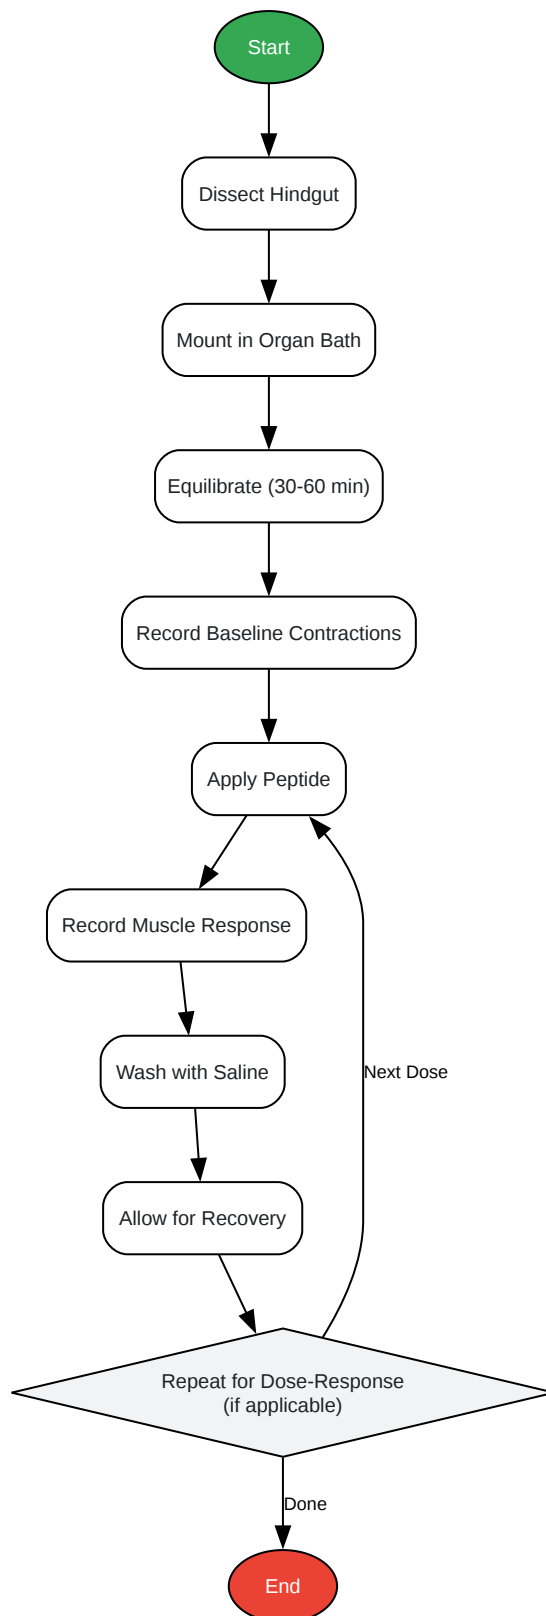 Start
Dissect Hindgut
Mount in Organ Bath
Equilibrate (30-60 min)
Record Baseline Contractions
Apply Peptide
Record Muscle Response
Wash with Saline
Next Dose
Allow for Recovery
Repeat for Dose-Response
(if applicable)
Done
End